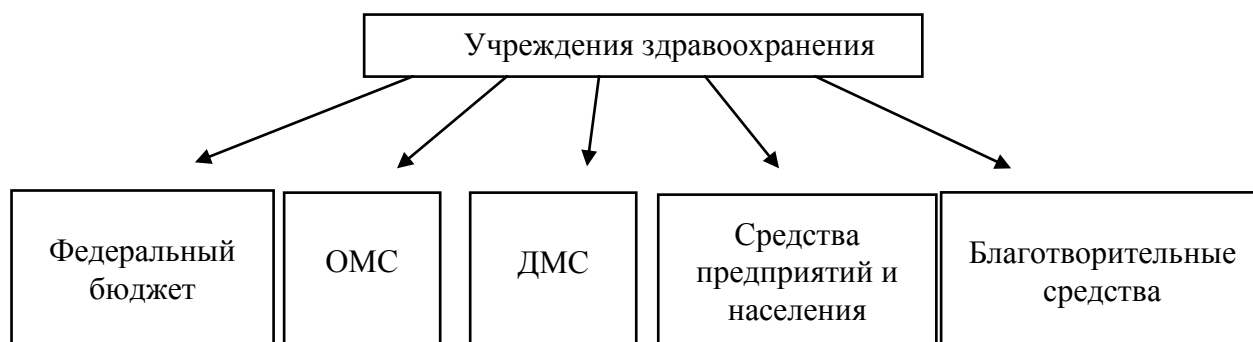 Учреждения здравоохранения
Федеральный
бюджет
ОМС
ДМС
Средства
предприятий и
населения
Благотворительные
средства